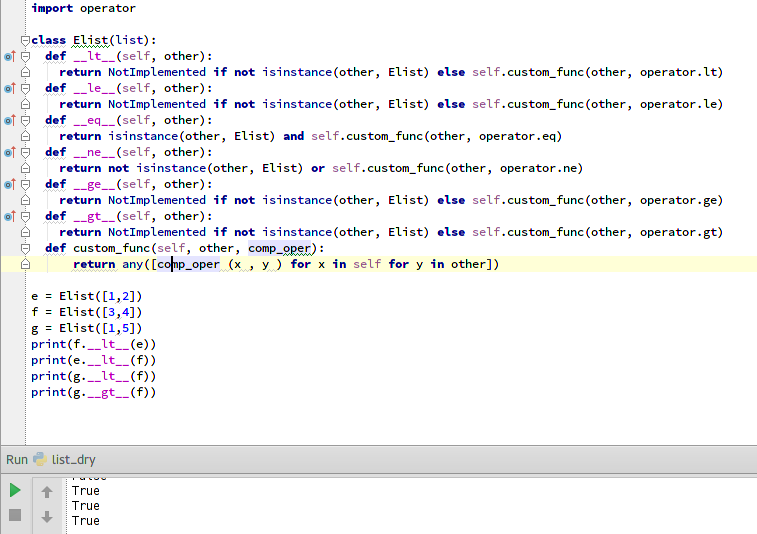 import operator
class Elist(list):
def __lt__(self, other):
return NotImplemented if not isinstance(other, Elist) else self.custom_func(other, operator.lt)
def __le__(self, other):
return NotImplemented if not isinstance(other, Elist) else self.custom_func(other, operator.le)
def __eq__(self, other):
return isinstance(other, Elist) and self.custom_func(other, operator.eq)
def __ne__(self, other):
return not isinstance(other, Elist) or self.custom_func(other, operator.ne)
def __ge__(self, other):
return NotImplemented if not isinstance(other, Elist) else self.custom_func(other, operator.ge)
def __gt__(self, other):
return NotImplemented if not isinstance(other, Elist) else self.custom_func(other, operator.gt)
def custom_func(self, other, comp_oper):
return any([comp_oper (x , y ) for x in self for y in other])
e = Elist([1,2])
f = Elist([3,4])
g = Elist([1,5])
print(f.__lt__(e))
print(e.__lt__(f))
print(g.__lt__(f))
print(g.__gt__(f))
Run list_dry
False
True
True
True